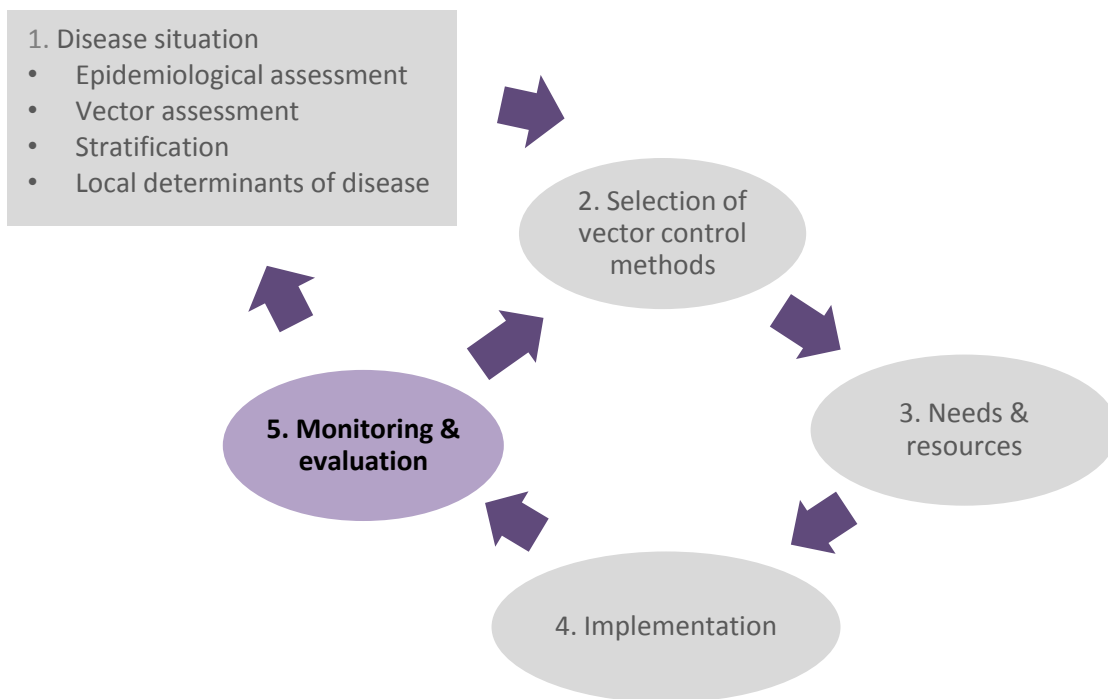 1. Disease situation
• Epidemiological assessment
• Vector assessment
• Stratification
• Local determinants of disease
2. Selection of
vector control
methods
3. Needs &
resources
4. Implementation
5. Monitoring &
evaluation